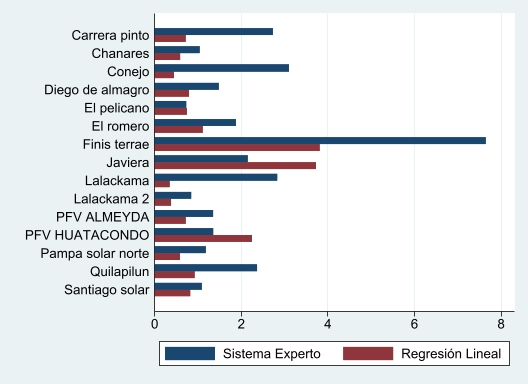 Carrera pinto
Chanares
Conejo
Diego de almagro
El pelicano
El romero
Finis terrae
Javiera
Lalackama
Lalackama 2
PFV ALMEYDA
PFV HUATACONDO
Pampa solar norte
Quilapilun
Santiago solar
0 2 4 6 8
Sistema Experto Regresión Lineal